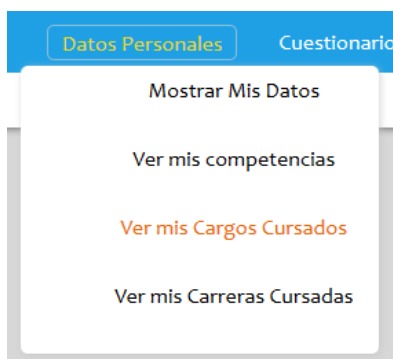 Datos Personales Cuestionario
Mostrar Mis Datos
Ver mis competencias
Ver mis Cargos Cursados
Ver mis Carreras Cursadas